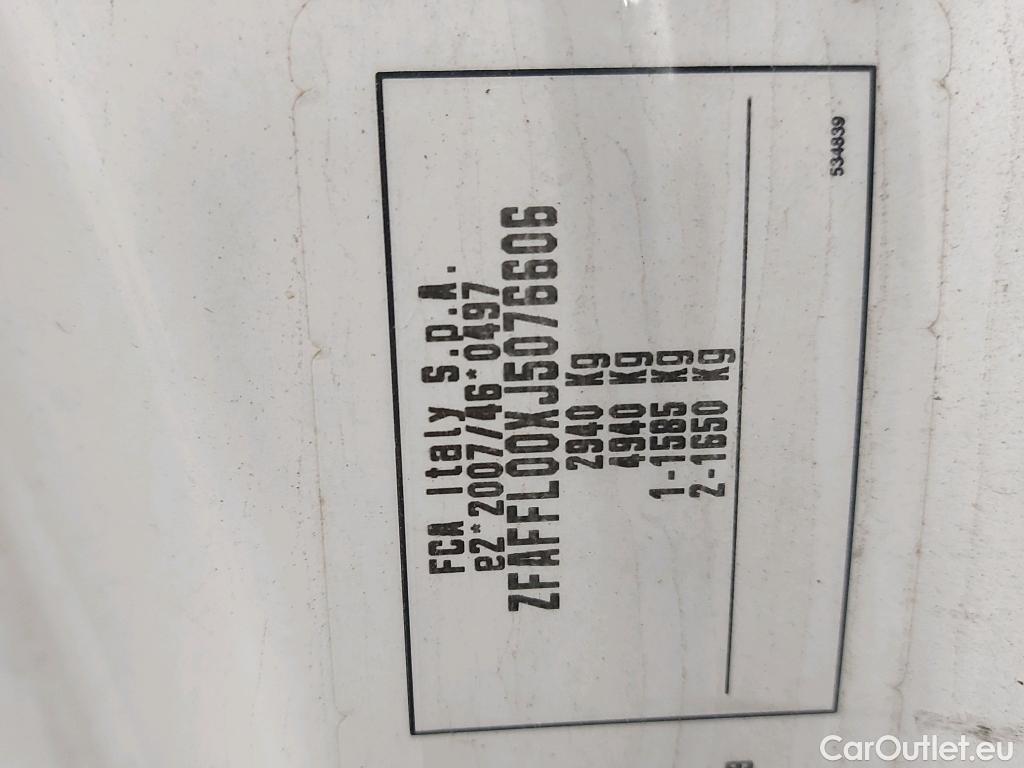 FCA Italy S.p.A.
e2*2007/46*0497
ZFAFFL00XJ5076606
2940 Kg
4940 Kg
1-1585 Kg
2-1650 Kg
534839
CarOutlet.eu